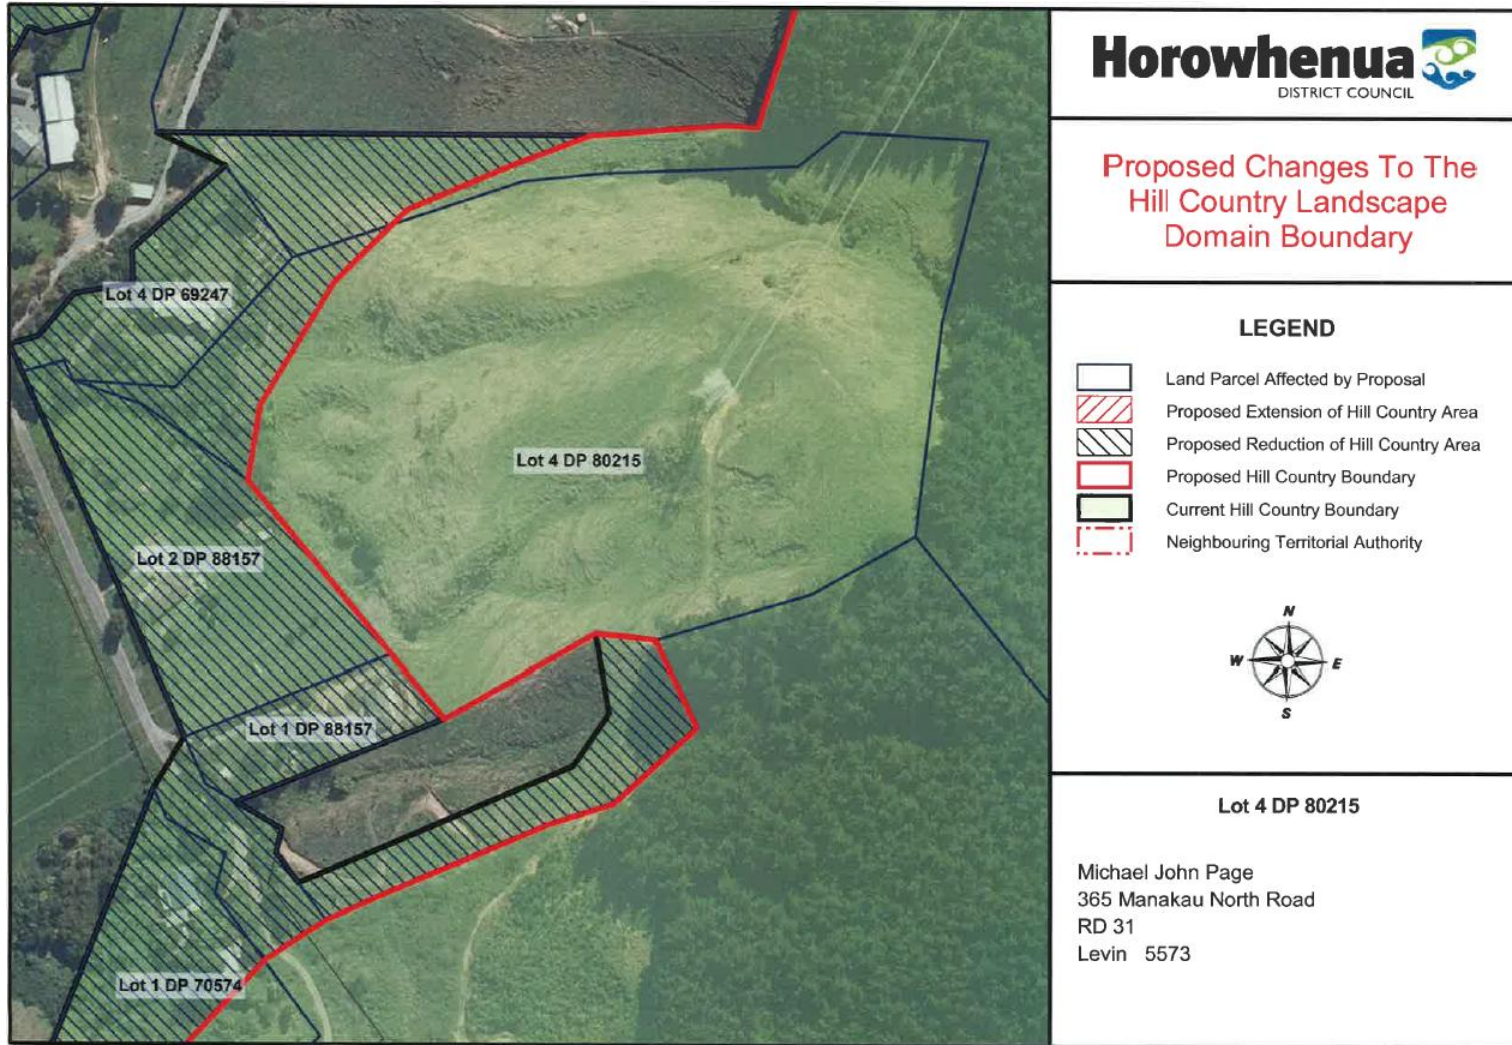 Horowhenua
DISTRICT COUNCIL
Proposed Changes To The
Hill Country Landscape
Domain Boundary
LEGEND
Land Parcel Affected by Proposal
Proposed Extension of Hill Country Area
Proposed Reduction of Hill Country Area
Proposed Hill Country Boundary
Current Hill Country Boundary
Neighbouring Territorial Authority
N
W E
S
Lot 4 DP 80215
Michael John Page
365 Manakau North Road
RD 31
Levin 5573
Lot 4 DP 69247
Lot 4 DP 80215
Lot 2 DP 88157
Lot 1 DP 88157
Lot 1 DP 70574